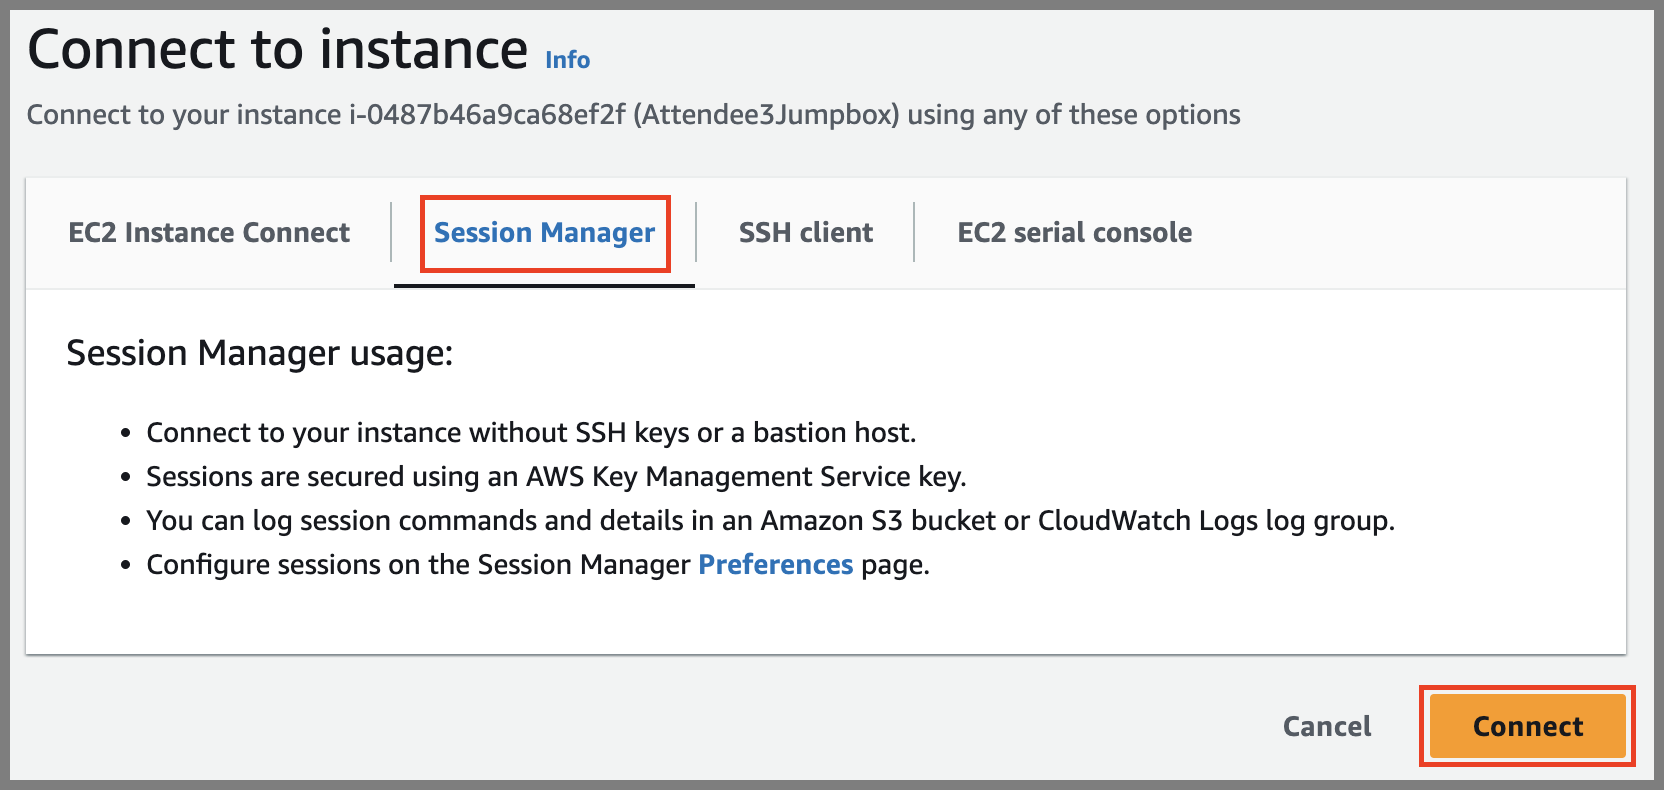 Connect to instance Info
Connect to your instance i-0487b46a9ca68ef2f (Attendee3Jumpbox) using any of these options
EC2 Instance Connect
Session Manager
SSH client
EC2 serial console
Session Manager usage:
• Connect to your instance without SSH keys or a bastion host.
• Sessions are secured using an AWS Key Management Service key.
• You can log session commands and details in an Amazon S3 bucket or CloudWatch Logs log group.
• Configure sessions on the Session Manager Preferences page.
Cancel
Connect